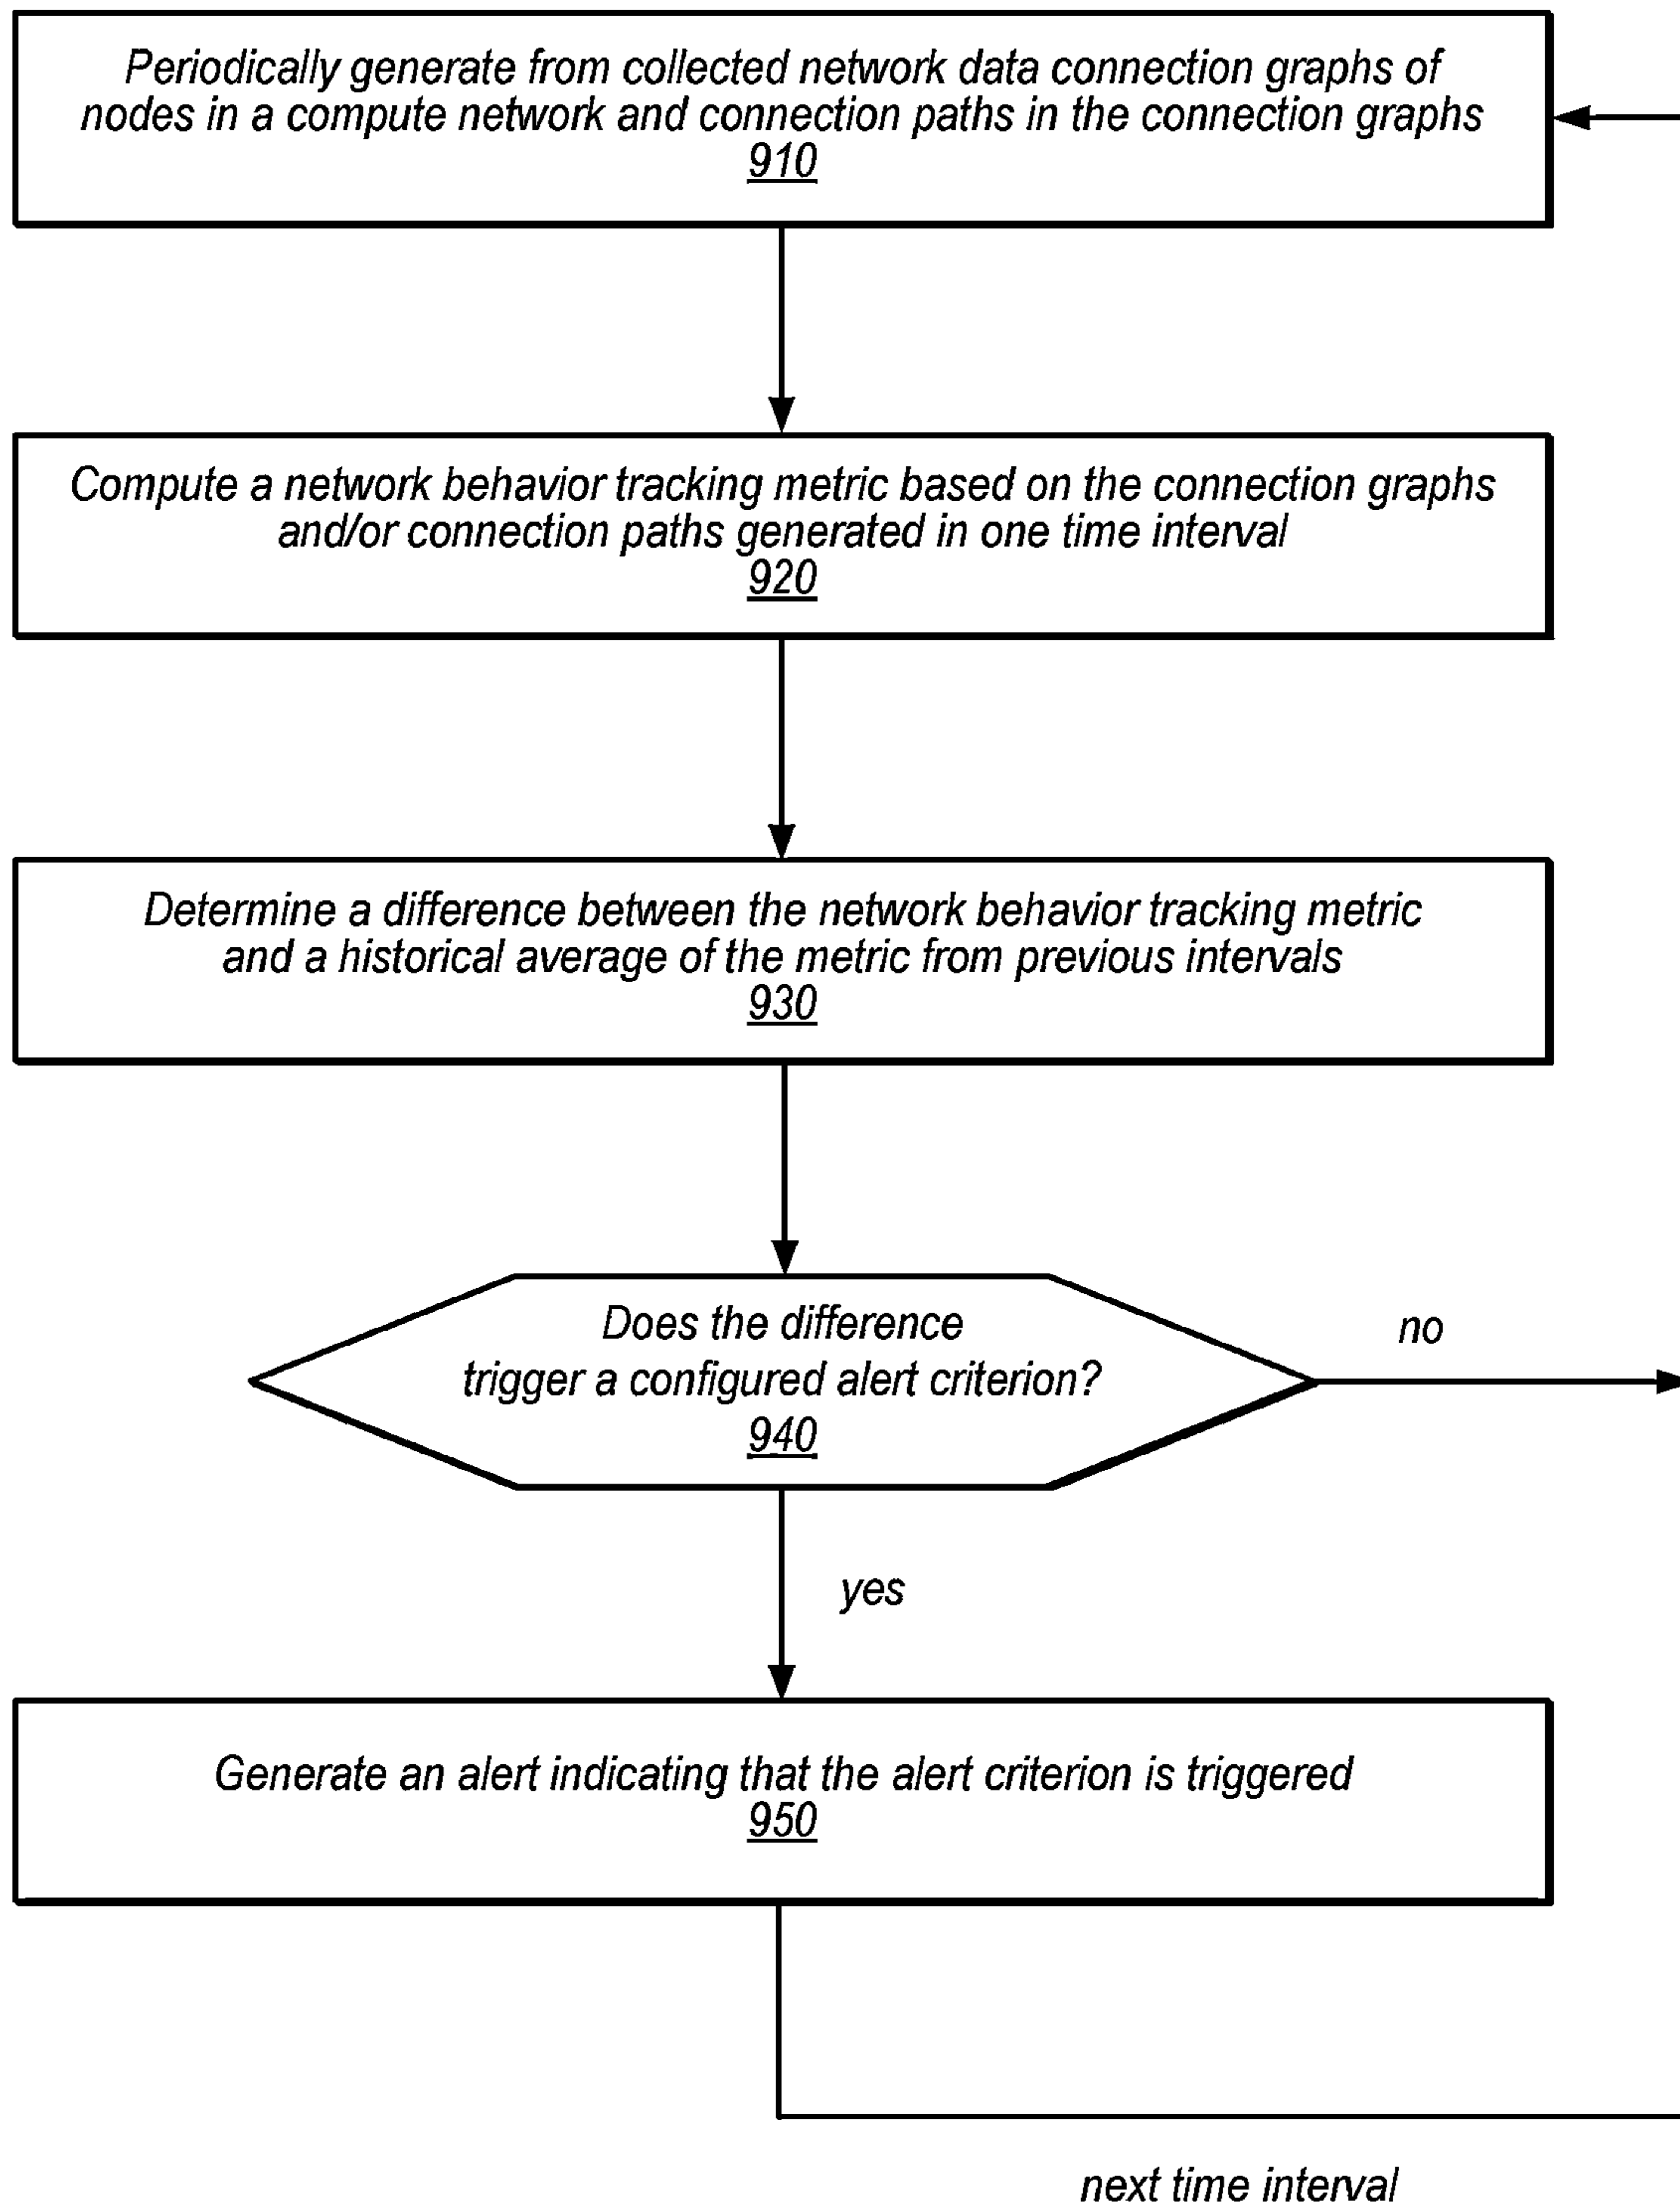 Periodically generate from collected network data connection graphs of
nodes in a compute network and connection paths in the connection graphs
910
Compute a network behavior tracking metric based on the connection graphs
and/or connection paths generated in one time interval
920
Determine a difference between the network behavior tracking metric
and a historical average of the metric from previous intervals
930
Does the difference
trigger a configured alert criterion?
940
no
yes
Generate an alert indicating that the alert criterion is triggered
950
next time interval